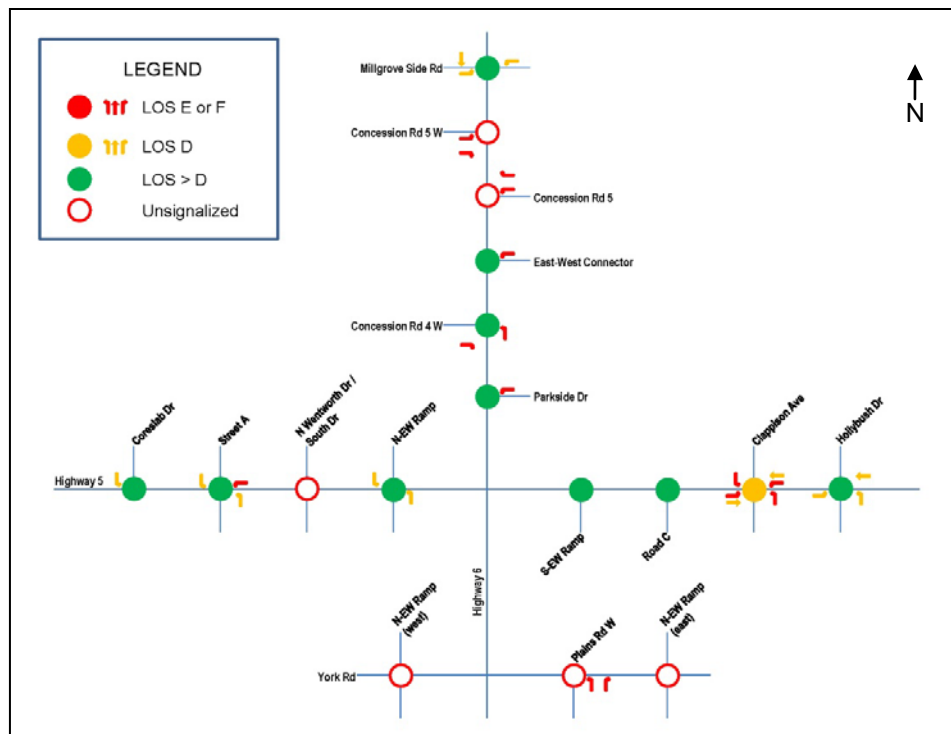 LEGEND
LOS E or F
LOS D
LOS > D
Unsignalized
N
Millgrove Side Rd
Concession Rd 5 W
Concession Rd 5
East-West Connector
Concession Rd 4 W
Parkside Dr
Coreslab Dr
Street A
N Wentworth Dr /
South Dr
N-EW Ramp
Clappison Ave
Hollybush Dr
Highway 5
S-EW Ramp
Road C
Highway 6
N-EW Ramp
(west)
Plains Rd W
N-EW Ramp
(east)
York Rd